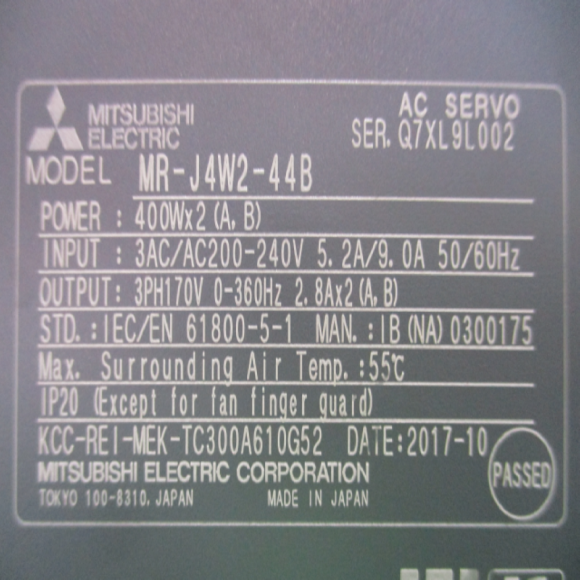 MITSUBISHI
ELECTRIC
AC SERVO
SER. Q7XL9L002
MODEL MR-J4W2-44B
POWER : 400Wx2 (A, B)
INPUT : 3AC/AC200-240V 5.2A/9.0A 50/60Hz
OUTPUT: 3PH170V 0-360Hz 2.8Ax2 (A, B)
STD. : IEC/EN 61800-5-1 MAN. : IB (NA) 0300175
Max. Surrounding Air Temp. :55℃
IP20 (Except for fan finger guard)
KCC-REI-MEK-TC300A610G52 DATE:2017-10
MITSUBISHI ELECTRIC CORPORATION
TOKYO 100-8310, JAPAN MADE IN JAPAN
PASSED